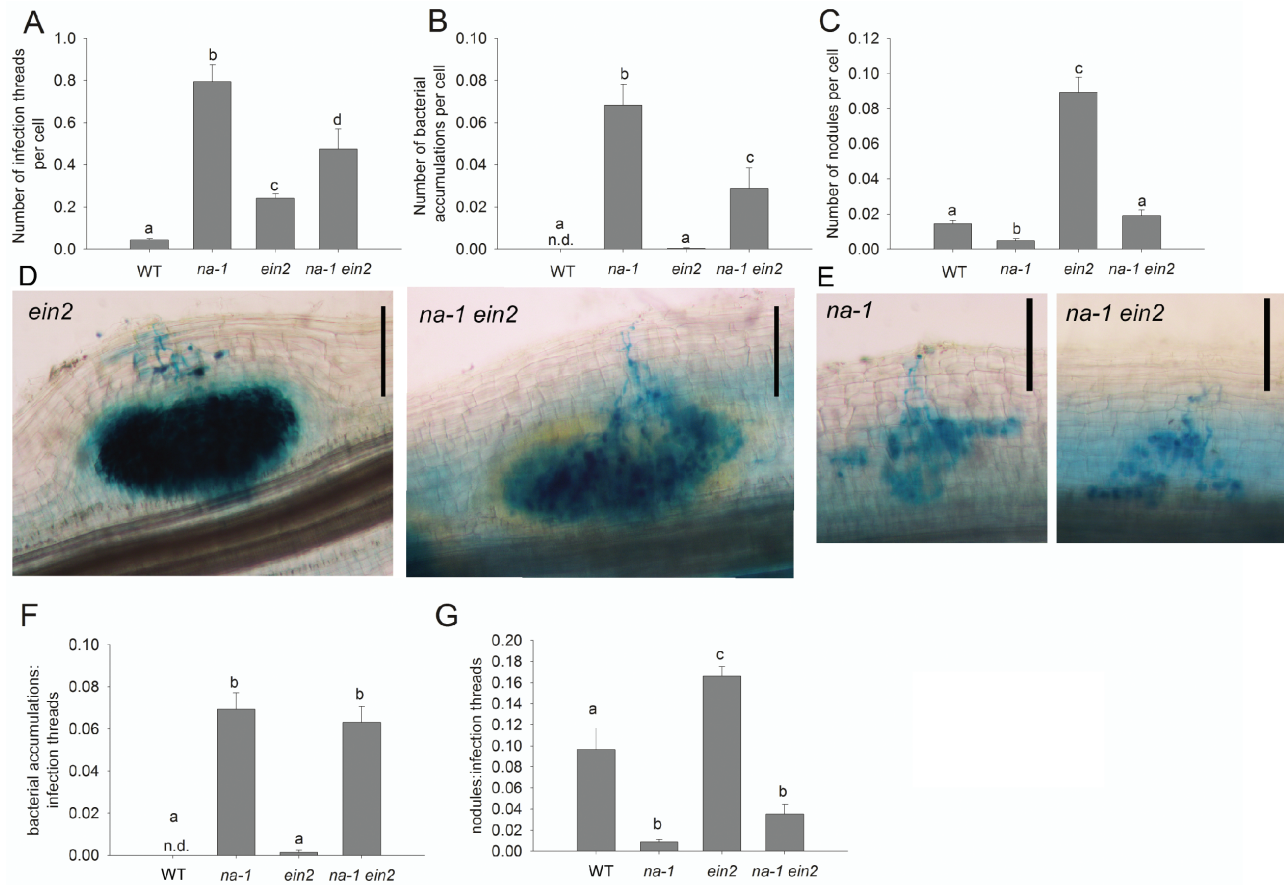 A
Number of infection threads
per cell
1.0
0.8
0.6
0.4
0.2
0.0
a
b
c
d
WT
na-1
ein2
na-1 ein2
B
Number of bacterial
accumulations per cell
0.10
0.08
0.06
0.04
0.02
0.00
a
n.d.
b
a
c
WT
na-1
ein2
na-1 ein2
C
Number of nodules per cell
0.12
0.10
0.08
0.06
0.04
0.02
0.00
a
b
c
a
WT
na-1
ein2
na-1 ein2
D
ein2
na-1 ein2
E
na-1
na-1 ein2
F
bacterial accumulations:
infection threads
0.10
0.08
0.06
0.04
0.02
0.00
a
n.d.
b
a
b
WT
na-1
ein2
na-1 ein2
G
nodules:infection threads
0.20
0.18
0.16
0.14
0.12
0.10
0.08
0.06
0.04
0.02
0.00
a
b
c
b
WT
na-1
ein2
na-1 ein2